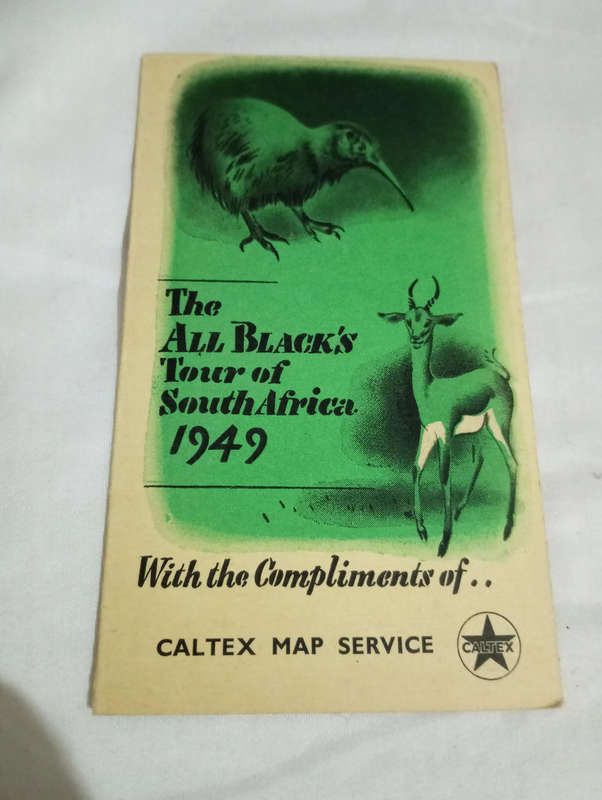 The
ALL BLACK'S
Tour of
South Africa
1949
With the Compliments of..
CALTEX MAP SERVICE
CALTEX